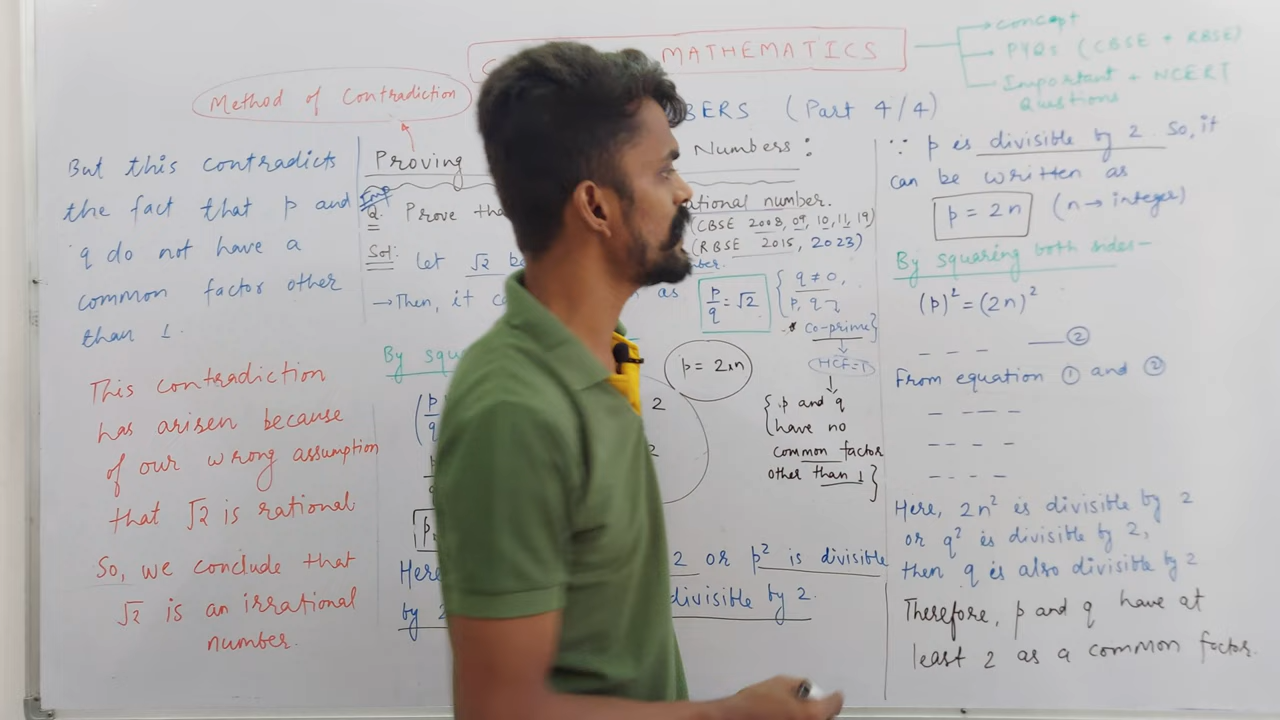 C MATHEMATICS
→ Concept
→ PYQs (CBSE + RBSE)
→ Important + NCERT
Questions
Method of Contradiction
BERS (Part 4/4)
But this contradicts
the fact that p and
q do not have a
common factor other
than 1.
This contradiction
has arisen because
of our wrong assumption
that √2 is rational
So, we conclude that
√2 is an irrational
number.
Proving Numbers:
Imp
Q. Prove tha ational number.
(CBSE 2008, 09, 10, 11, 19)
(RBSE 2015, 2023)
Sol: Let √2 be ber.
→ Then, it ca as p/q = √2 { q ≠ 0,
p, q
Co-prime}
HCF=1
{ p and q
have no
common factor
other than 1 }
By squa
p = 2×n
(p/q
2
2
p
Here 2 or p² is divisible
by 2 divisible by 2.
∵ p is divisible by 2. So, it
can be written as
p = 2n (n → integer)
By squaring both sides–
(p)² = (2n)²
_ _ _ — ②
From equation ① and ②
– – – –
– – – –
– – – –
Here, 2n² is divisible by 2
or q² is divisible by 2,
then q is also divisible by 2
Therefore, p and q have at
least 2 as a common factor.